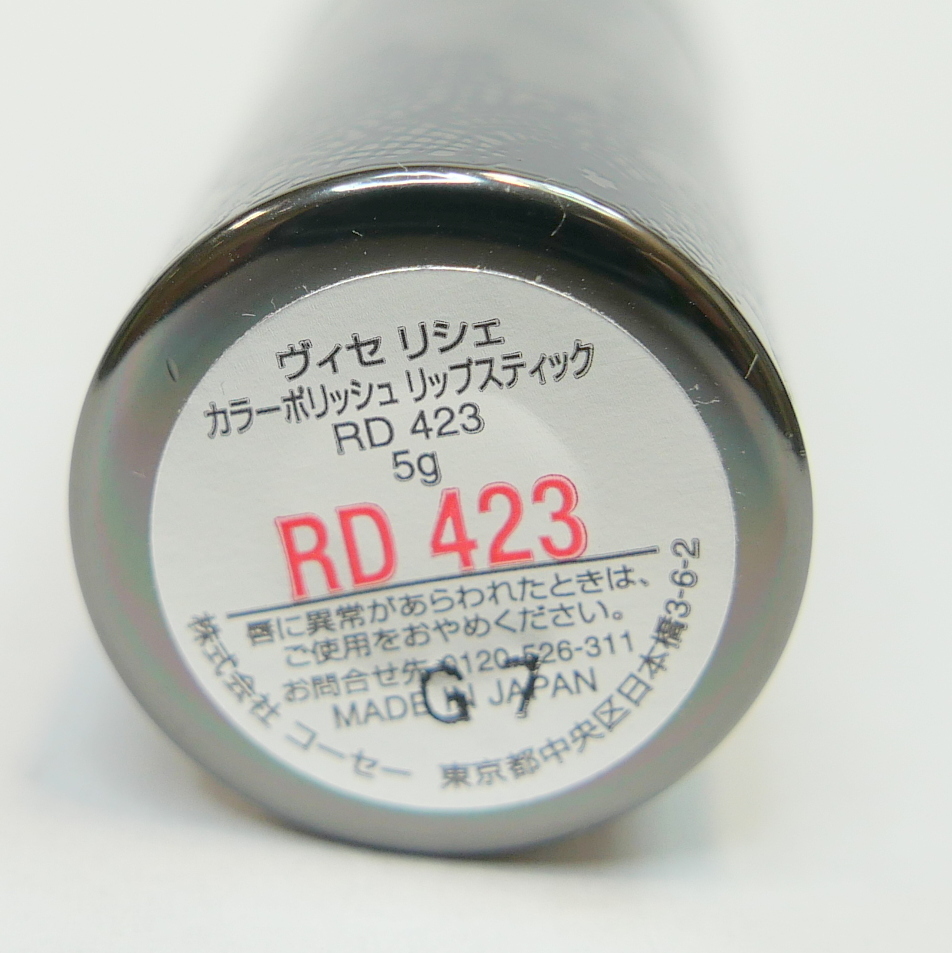 ヴィセ リシェ
カラーポリッシュ リップスティック
RD 423
5g
RD 423
唇に異常があらわれたときは、
ご使用をおやめください。
お問合せ先 0120-526-311
MADE IN JAPAN
G 7
株式会社 コーセー 東京都中央区日本橋3-6-2